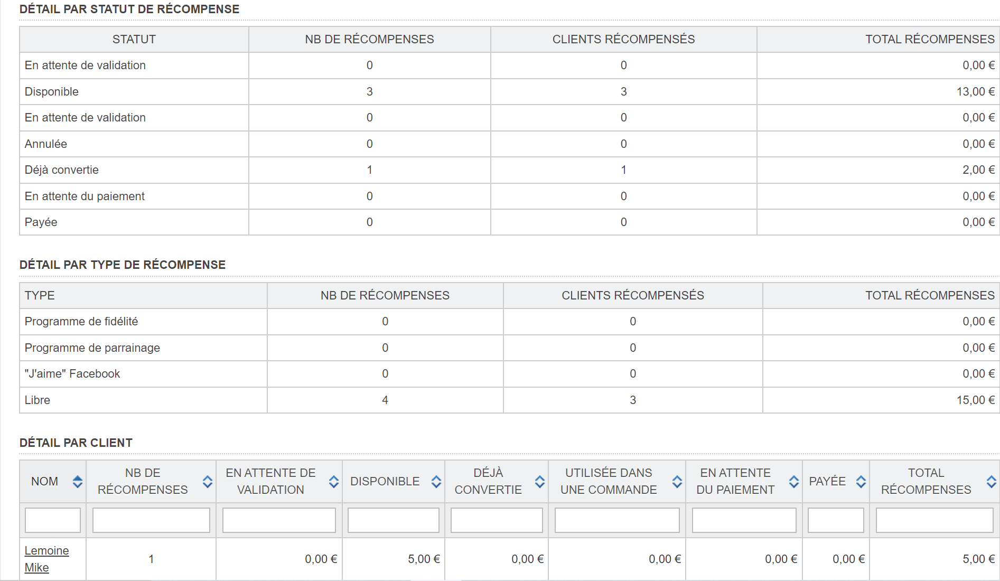 DÉTAIL PAR STATUT DE RÉCOMPENSE
STATUT NB DE RÉCOMPENSES CLIENTS RÉCOMPENSÉS TOTAL RÉCOMPENSES
En attente de validation 0 0 0,00 €
Disponible 3 3 13,00 €
En attente de validation 0 0 0,00 €
Annulée 0 0 0,00 €
Déjà convertie 1 1 2,00 €
En attente du paiement 0 0 0,00 €
Payée 0 0 0,00 €
DÉTAIL PAR TYPE DE RÉCOMPENSE
TYPE NB DE RÉCOMPENSES CLIENTS RÉCOMPENSÉS TOTAL RÉCOMPENSES
Programme de fidélité 0 0 0,00 €
Programme de parrainage 0 0 0,00 €
"J'aime" Facebook 0 0 0,00 €
Libre 4 3 15,00 €
DÉTAIL PAR CLIENT
NOM
NB DE
RÉCOMPENSES
EN ATTENTE DE
VALIDATION
DISPONIBLE
DÉJÀ
CONVERTIE
UTILISÉE DANS
UNE COMMANDE
EN ATTENTE
DU PAIEMENT
PAYÉE
TOTAL
RÉCOMPENSES
Lemoine
Mike
1 0,00 € 5,00 € 0,00 € 0,00 € 0,00 € 0,00 € 5,00 €